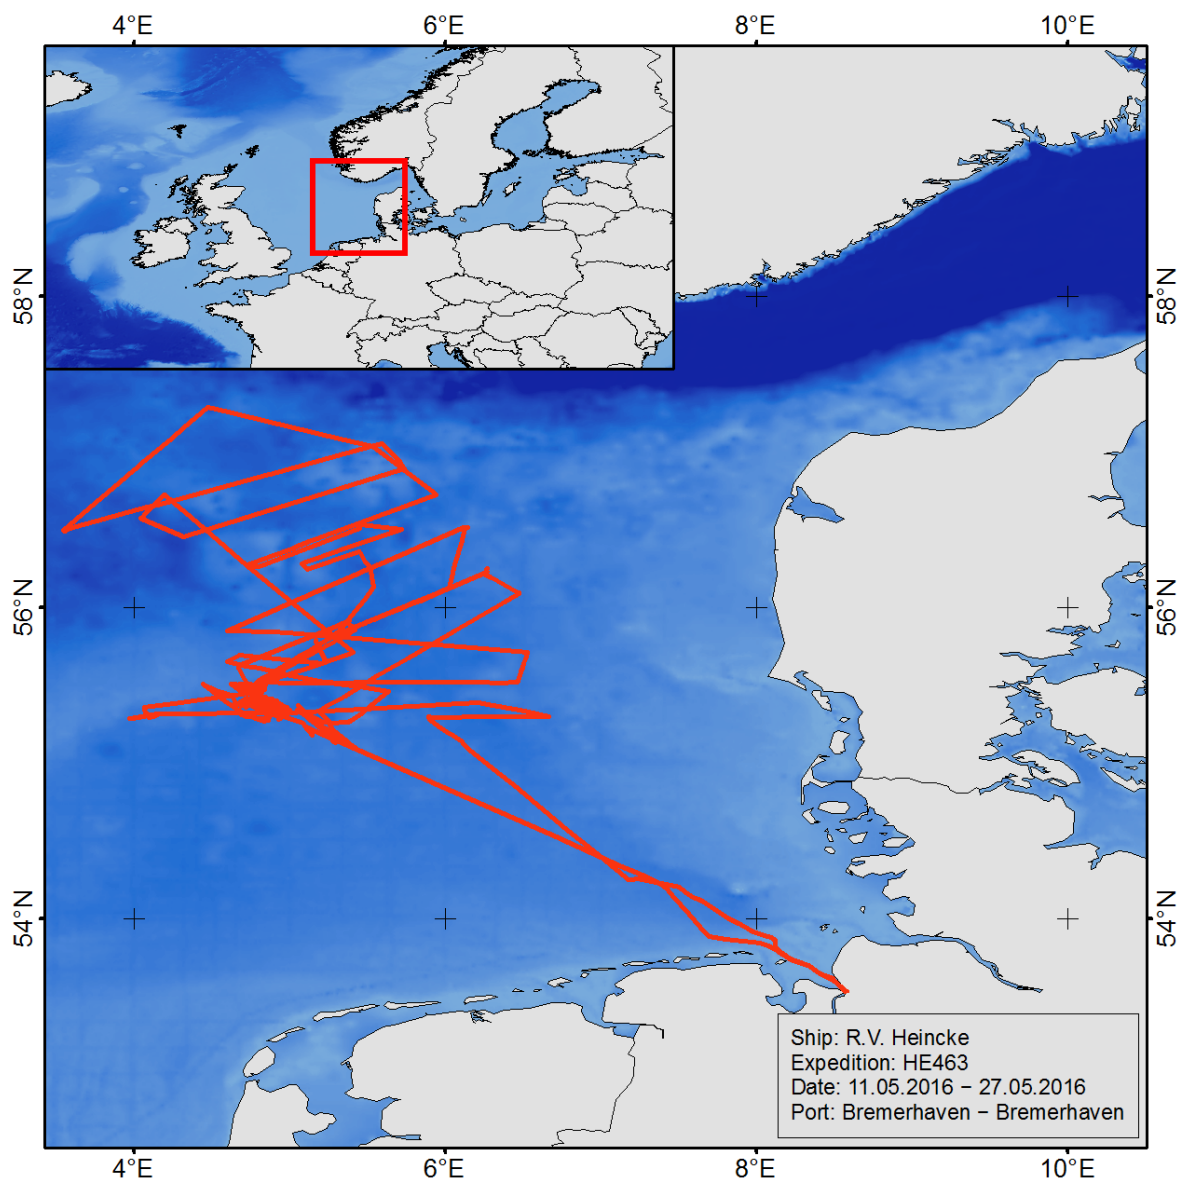 4°E 6°E 8°E 10°E
58°N 58°N
56°N 56°N
54°N 54°N
Ship: R.V. Heincke
Expedition: HE463
Date: 11.05.2016 − 27.05.2016
Port: Bremerhaven − Bremerhaven
4°E 6°E 8°E 10°E